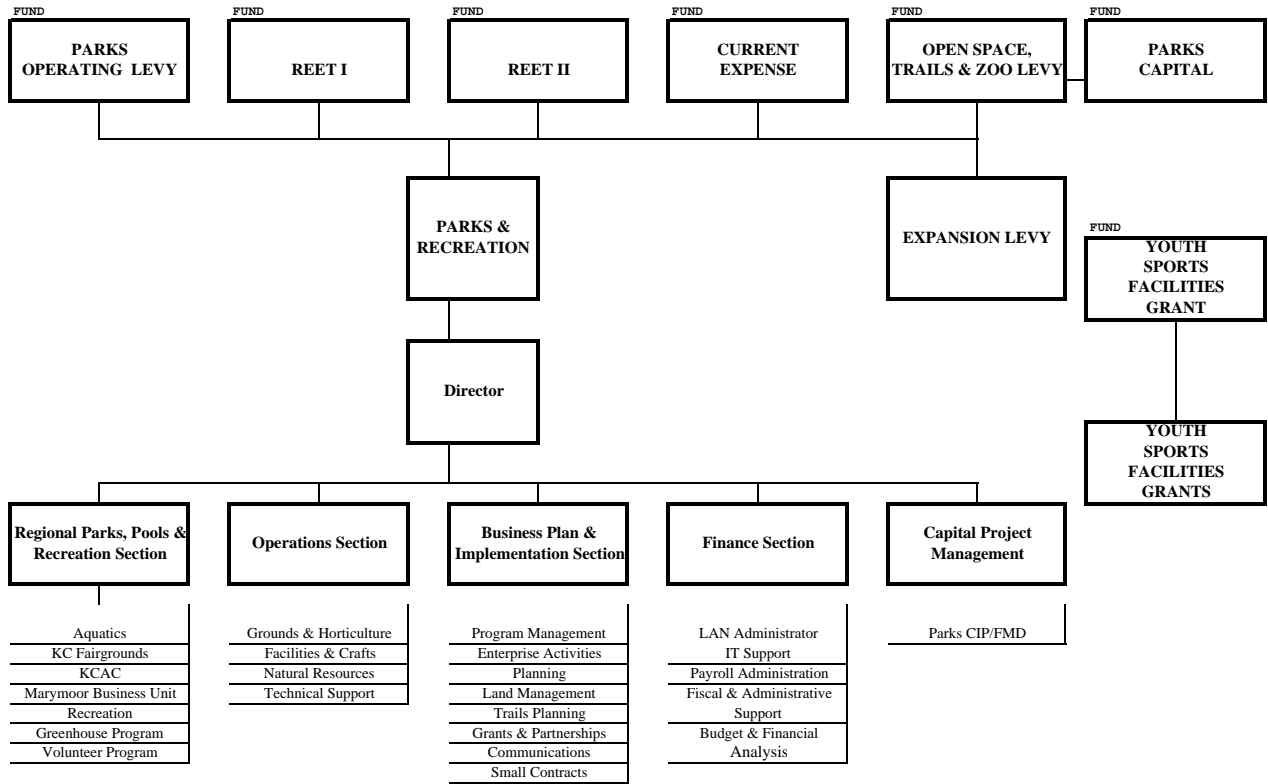 FUND
PARKS
OPERATING LEVY
FUND
REET I
FUND
REET II
FUND
CURRENT
EXPENSE
FUND
OPEN SPACE,
TRAILS & ZOO LEVY
FUND
PARKS
CAPITAL
PARKS &
RECREATION
EXPANSION LEVY
FUND
YOUTH
SPORTS
FACILITIES
GRANT
Director
YOUTH
SPORTS
FACILITIES
GRANTS
Regional Parks, Pools &
Recreation Section
Operations Section
Business Plan &
Implementation Section
Finance Section
Capital Project
Management
Aquatics
KC Fairgrounds
KCAC
Marymoor Business Unit
Recreation
Greenhouse Program
Volunteer Program
Grounds & Horticulture
Facilities & Crafts
Natural Resources
Technical Support
Program Management
Enterprise Activities
Planning
Land Management
Trails Planning
Grants & Partnerships
Communications
Small Contracts
LAN Administrator
IT Support
Payroll Administration
Fiscal & Administrative
Support
Budget & Financial
Analysis
Parks CIP/FMD